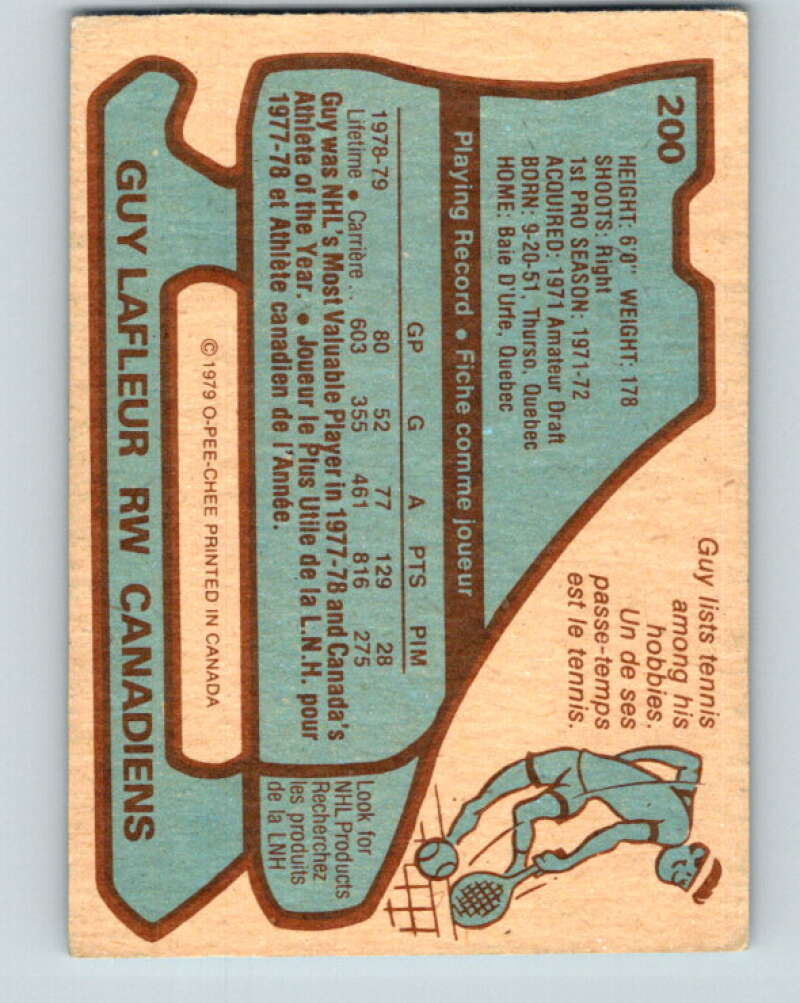 200
HEIGHT: 6'0" WEIGHT: 178
SHOOTS: Right
1st PRO SEASON: 1971-72
ACQUIRED: 1971 Amateur Draft
BORN: 9-20-51, Thurso, Quebec
HOME: Baie D'Urfe, Quebec
Guy lists tennis
among his
hobbies.
Un de ses
passe-temps
est le tennis.
Playing Record • Fiche comme joueur
GP G A PTS PIM
1978-79 80 52 77 129 28
Lifetime • Carrière .. 603 355 461 816 275
Guy was NHL's Most Valuable Player in 1977-78 and Canada's
Athlete of the Year. • Joueur le Plus Utile de la L.N.H. pour
1977-78 et Athlète canadien de l'Année.
Look for
NHL Products
Recherchez
les produits
de la LNH
© 1979 O-PEE-CHEE PRINTED IN CANADA
GUY LAFLEUR RW CANADIENS